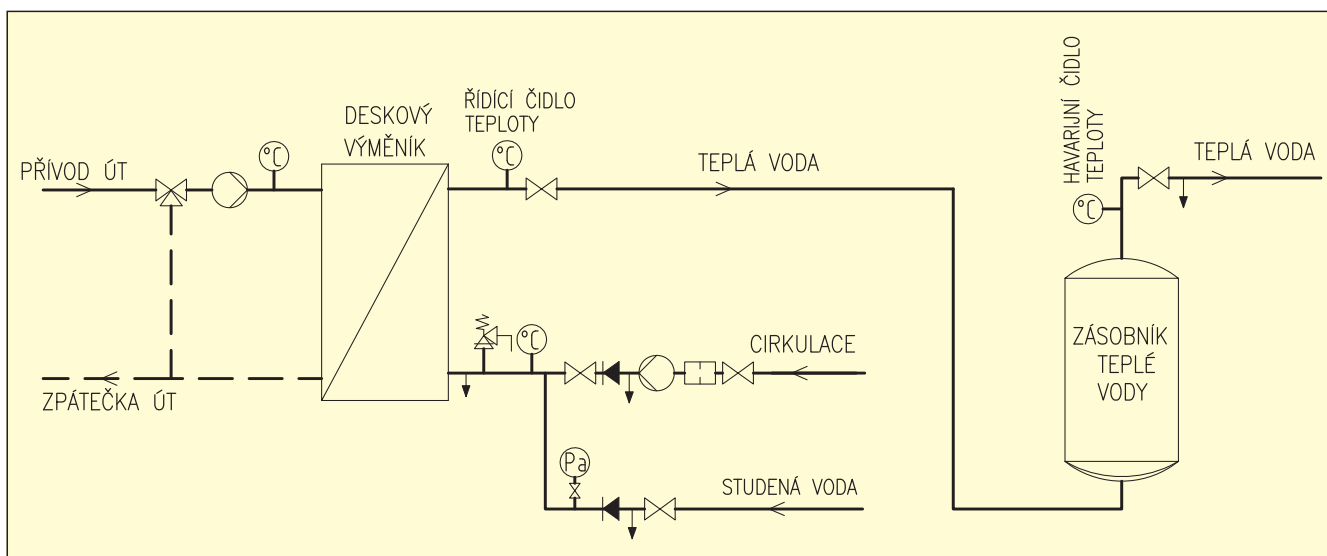 PŘÍVOD ÚT
°C
DESKOVÝ
VÝMĚNÍK
ŘÍDÍCÍ ČIDLO
TEPLOTY
°C
TEPLÁ VODA
HAVARIJNÍ ČIDLO
TEPLOTY
°C
TEPLÁ VODA
ZPÁTEČKA ÚT
°C
CIRKULACE
ZÁSOBNÍK
TEPLÉ
VODY
Pa
STUDENÁ VODA